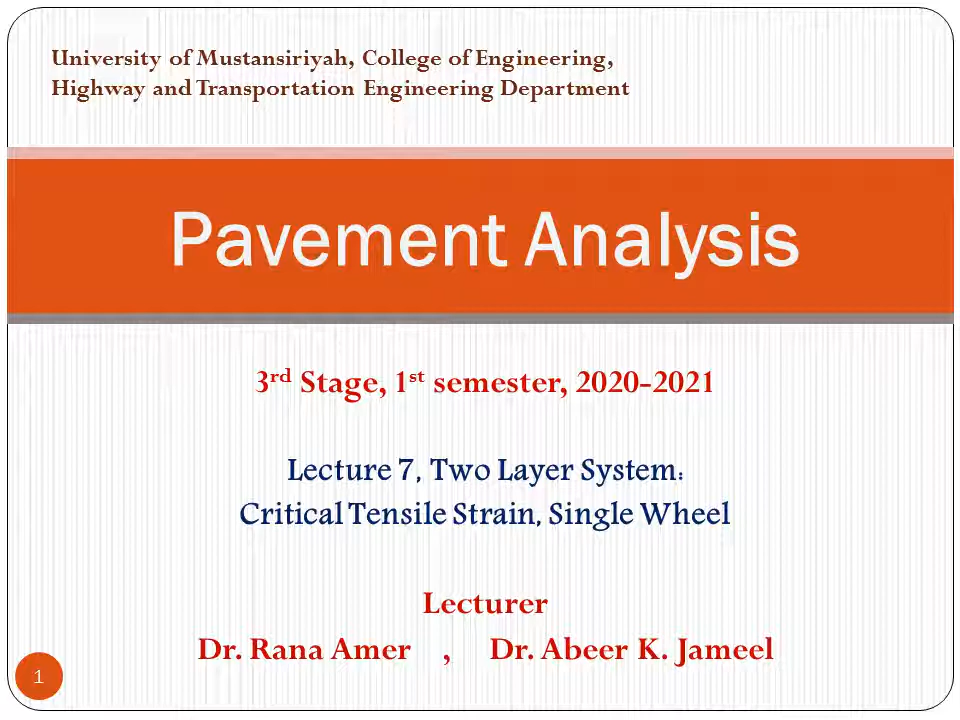 University of Mustansiriyah, College of Engineering,
Highway and Transportation Engineering Department
Pavement Analysis
3rd Stage, 1st semester, 2020-2021
Lecture 7, Two Layer System:
Critical Tensile Strain, Single Wheel
Lecturer
Dr. Rana Amer , Dr. Abeer K. Jameel
1